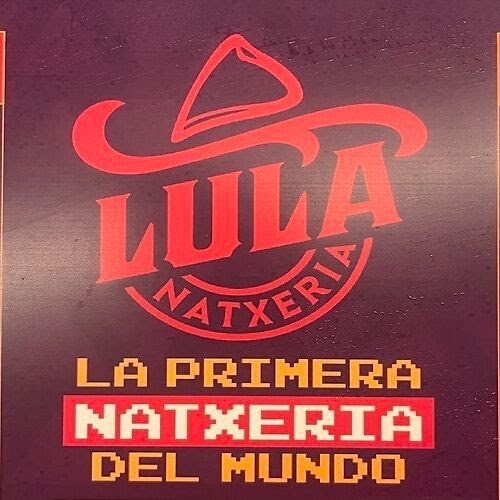 LULA
NATXERIA
LA PRIMERA
NATXERIA
DEL MUNDO